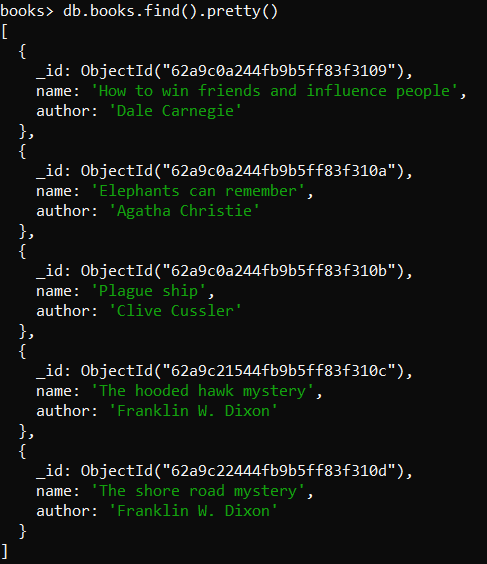 books> db.books.find().pretty()
[
  {
    _id: ObjectId("62a9c0a244fb9b5ff83f3109"),
    name: 'How to win friends and influence people',
    author: 'Dale Carnegie'
  },
  {
    _id: ObjectId("62a9c0a244fb9b5ff83f310a"),
    name: 'Elephants can remember',
    author: 'Agatha Christie'
  },
  {
    _id: ObjectId("62a9c0a244fb9b5ff83f310b"),
    name: 'Plague ship',
    author: 'Clive Cussler'
  },
  {
    _id: ObjectId("62a9c21544fb9b5ff83f310c"),
    name: 'The hooded hawk mystery',
    author: 'Franklin W. Dixon'
  },
  {
    _id: ObjectId("62a9c22444fb9b5ff83f310d"),
    name: 'The shore road mystery',
    author: 'Franklin W. Dixon'
  }
]